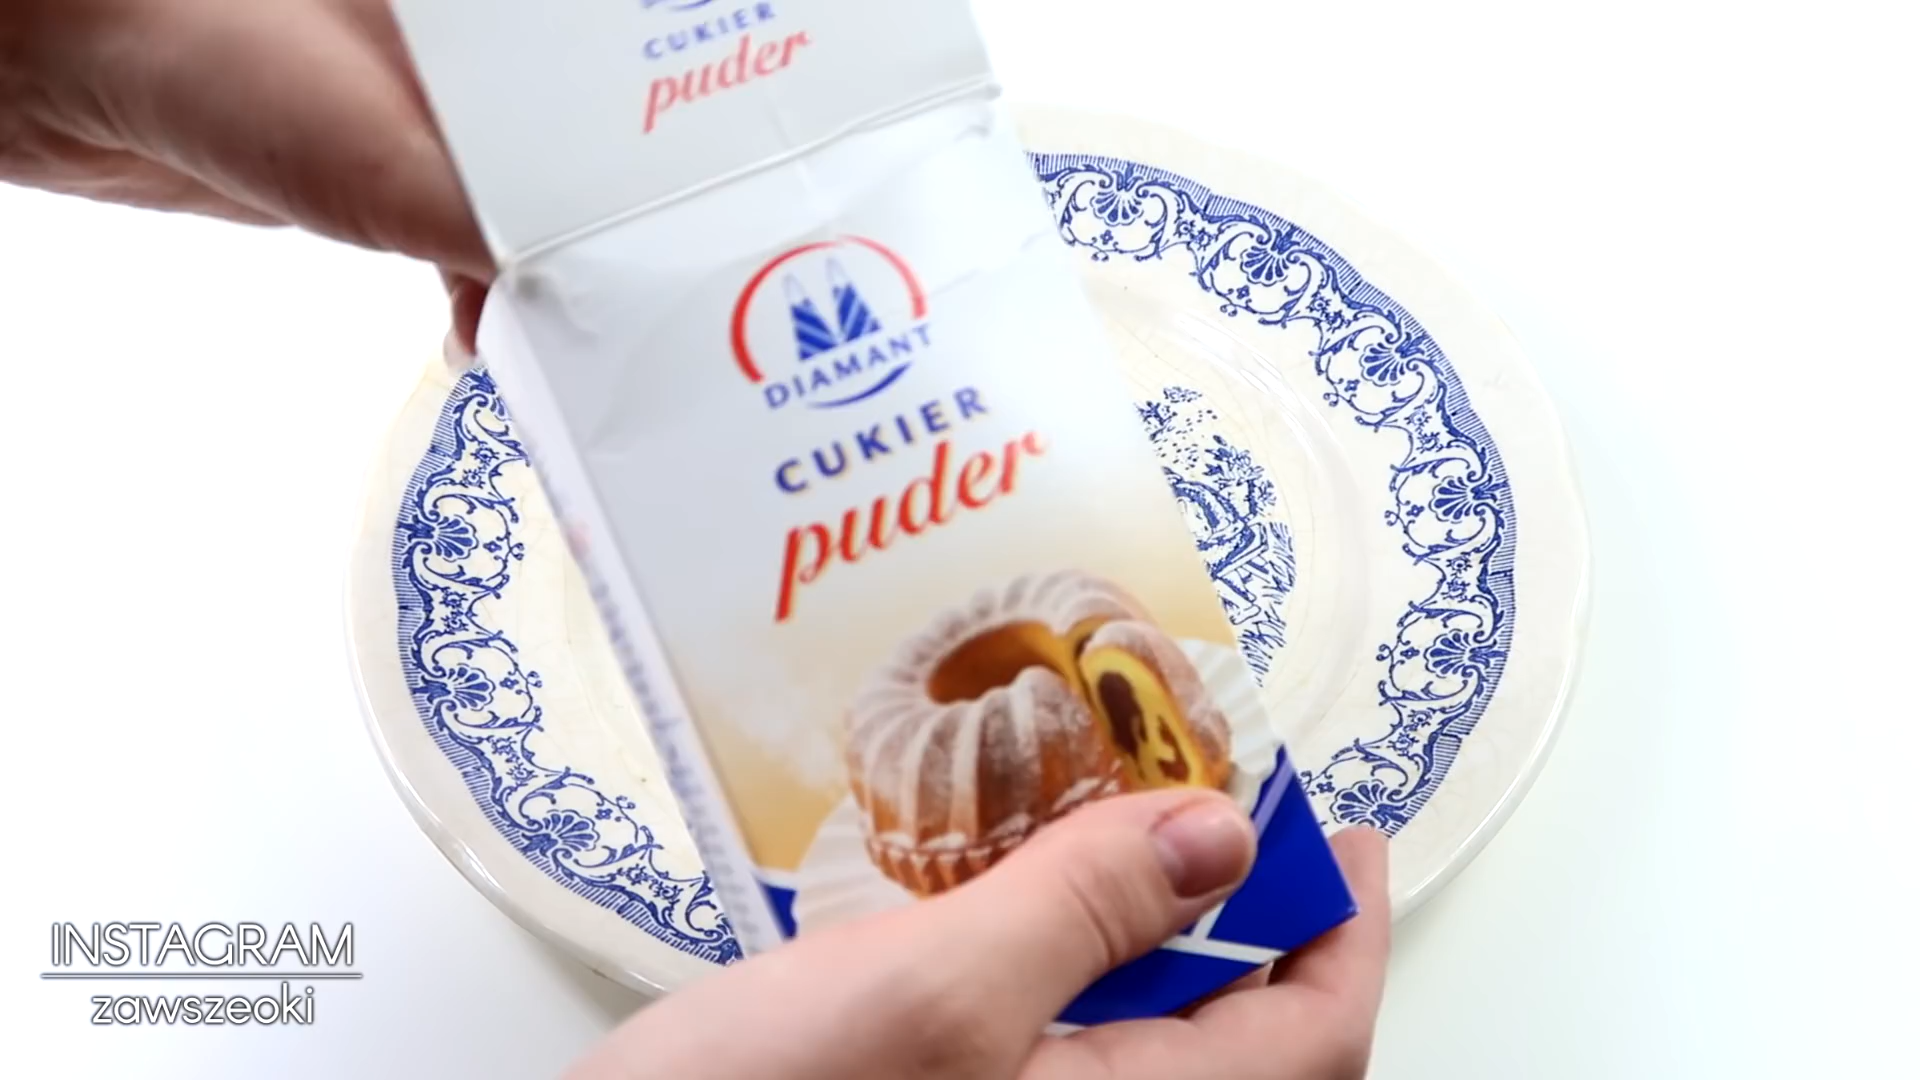 CUKIER
puder
DIAMANT
CUKIER
puder
INSTAGRAM
zawszeoki